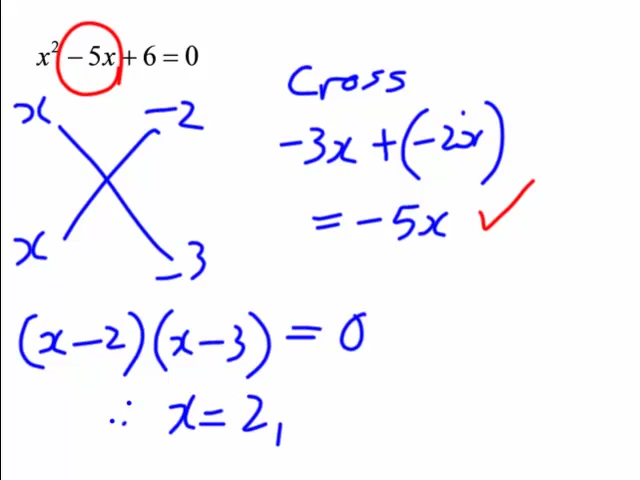 x² − 5x + 6 = 0
Cross
x −2
−3x + (−2x)
= −5x ✓
x −3
(x−2)(x−3) = 0
∴ x = 2,